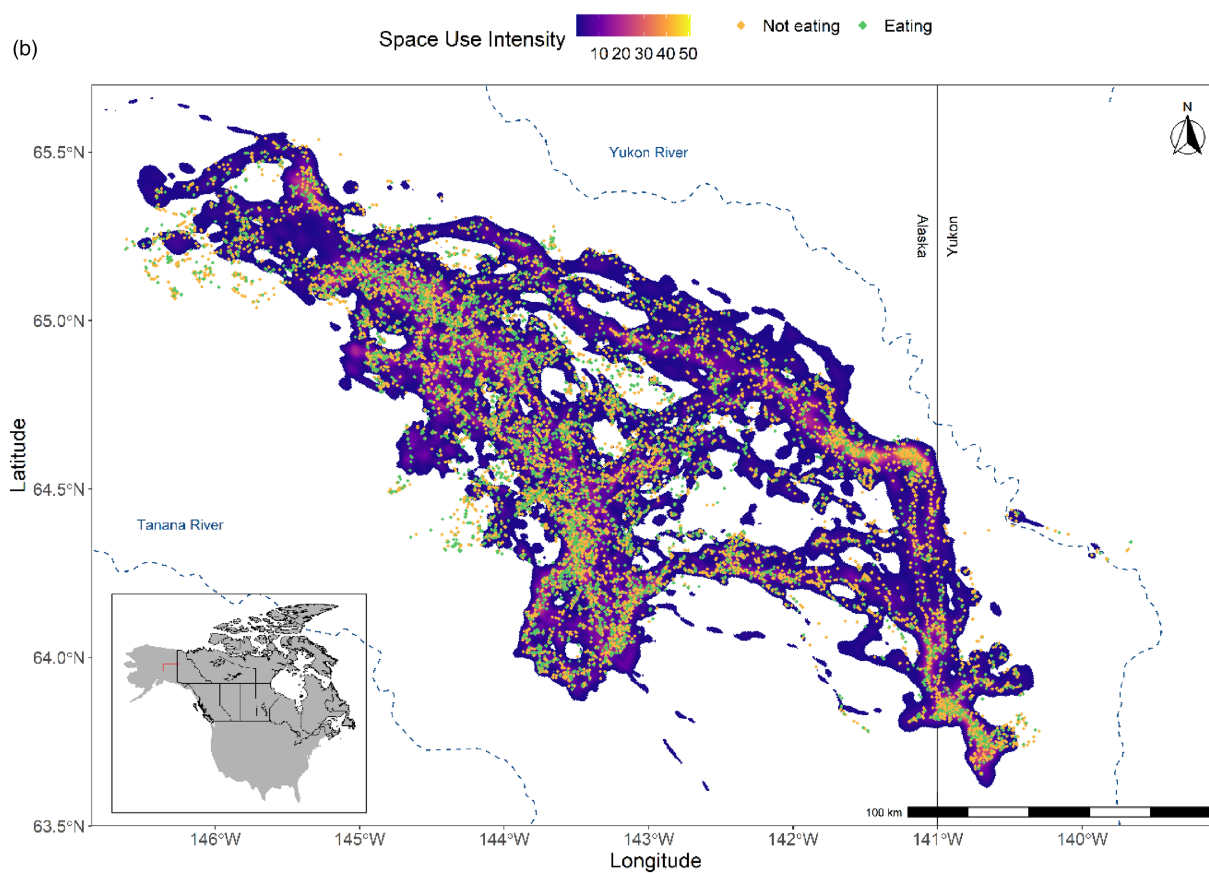 (b)
Space Use Intensity
10 20 30 40 50
Not eating
Eating
N
65.5°N
65.0°N
64.5°N
64.0°N
63.5°N
Latitude
Yukon River
Alaska
Yukon
Tanana River
100 km
146°W
145°W
144°W
143°W
142°W
141°W
140°W
Longitude